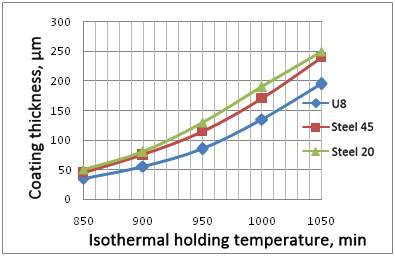 Coating thickness, µm
300
250
200
150
100
50
0
850 900 950 1000 1050
Isothermal holding temperature, min
U8
Steel 45
Steel 20